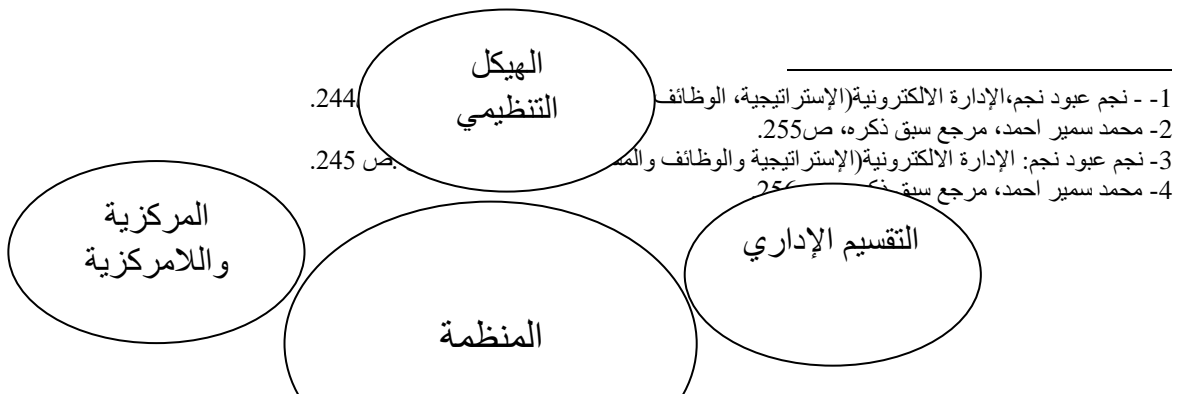 الهيكل
التنظيمي
1- - نجم عبود نجم،الإدارة الالكترونية(الإستراتيجية، الوظائف 244.
2- محمد سمير احمد، مرجع سبق ذكره، ص255.
3- نجم عبود نجم: الإدارة الالكترونية(الإستراتيجية والوظائف ص 245.
4- محمد سمير احمد، مرجع سبق
المركزية
واللامركزية
التقسيم الإداري
المنظمة